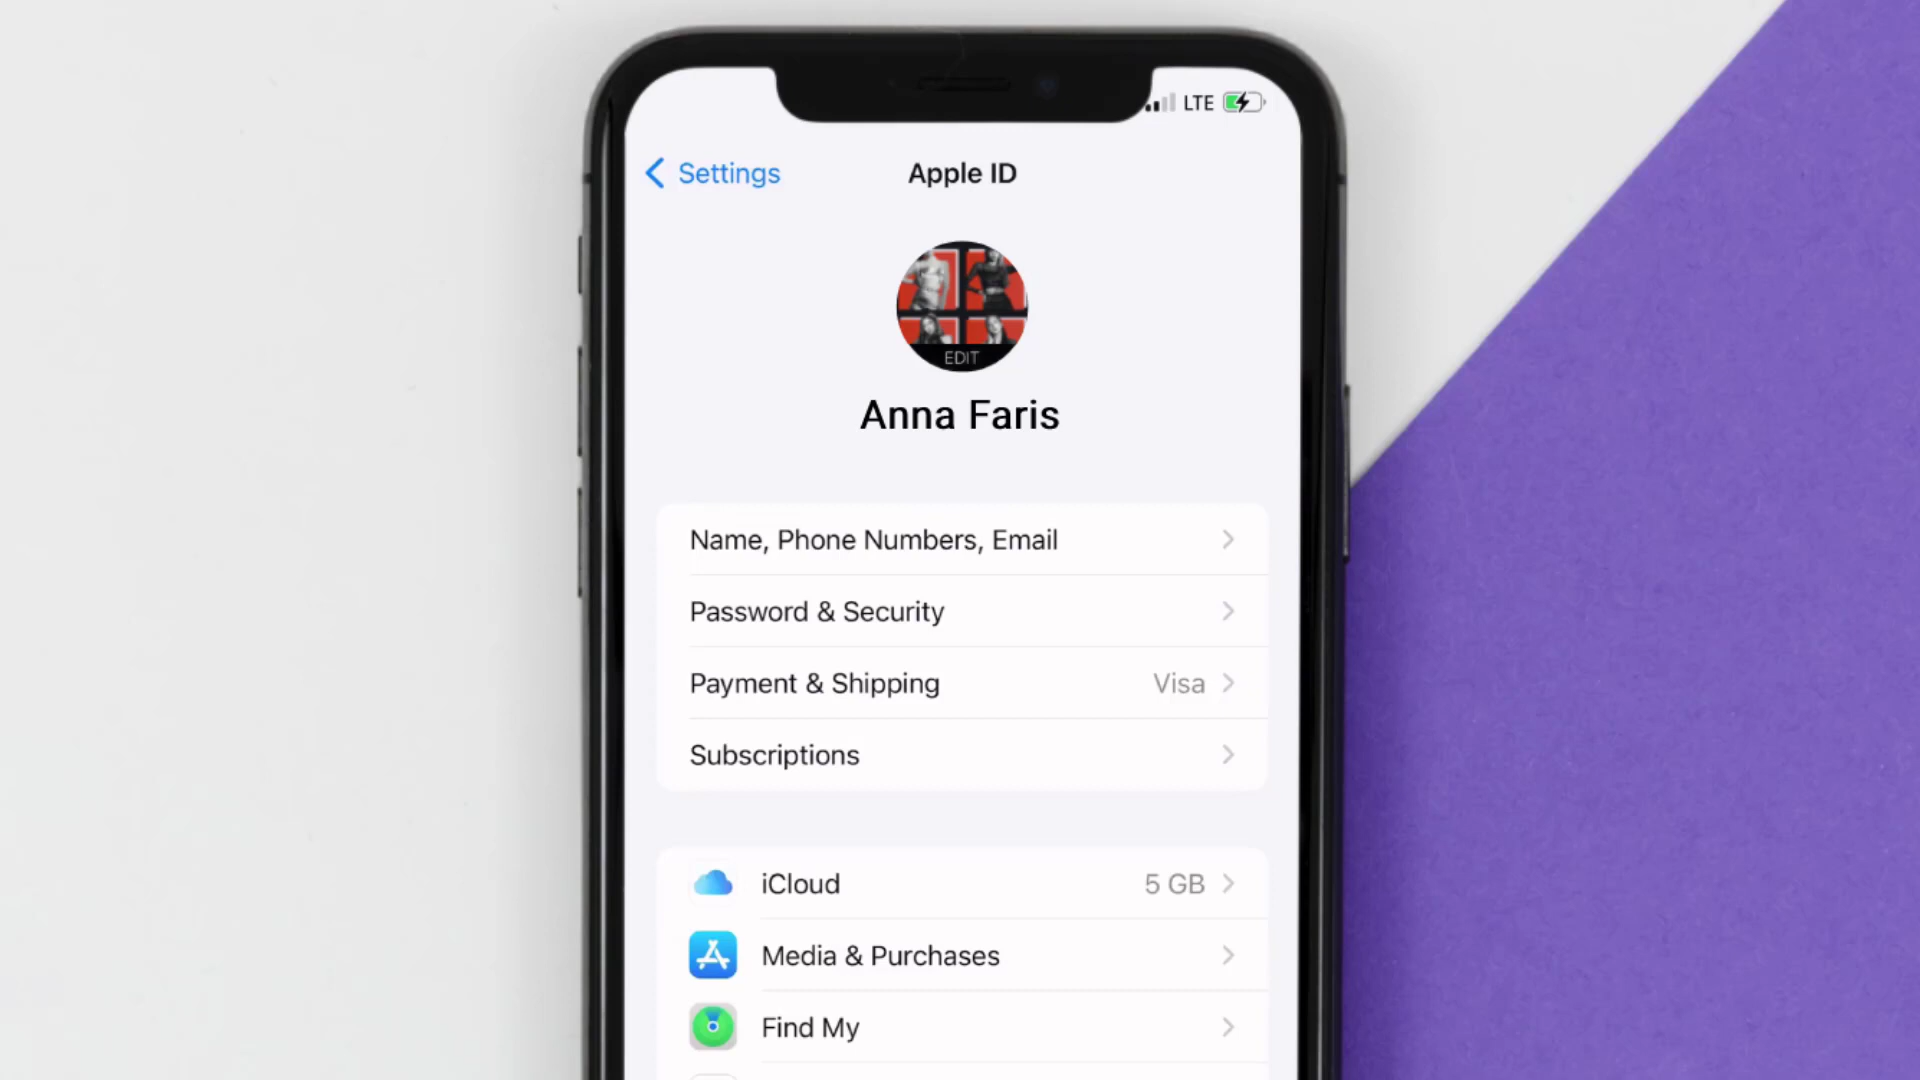 LTE
Settings
Apple ID
EDIT
Anna Faris
Name, Phone Numbers, Email
Password & Security
Payment & Shipping Visa
Subscriptions
iCloud 5 GB
Media & Purchases
Find My